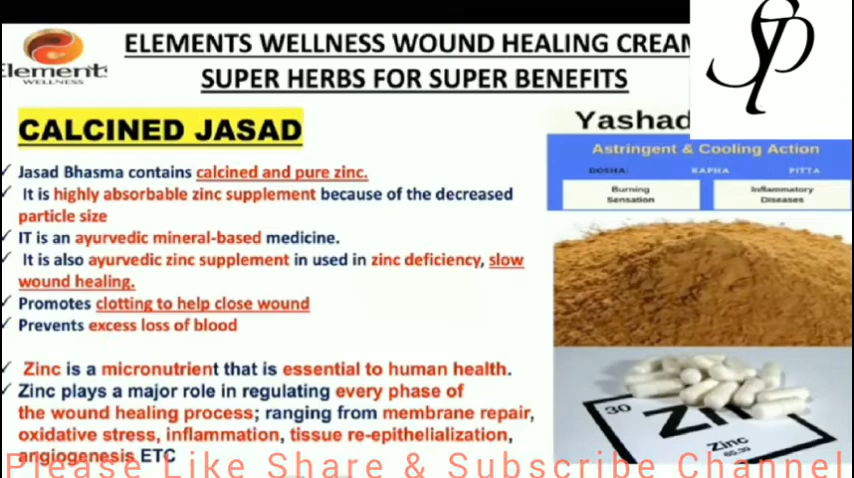 ELEMENTS WELLNESS WOUND HEALING CREAM
SUPER HERBS FOR SUPER BENEFITS
Element
WELLNESS
CALCINED JASAD
Jasad Bhasma contains calcined and pure zinc.
It is highly absorbable zinc supplement because of the decreased
particle size
IT is an ayurvedic mineral-based medicine.
It is also ayurvedic zinc supplement in used in zinc deficiency, slow
wound healing.
Promotes clotting to help close wound
Prevents excess loss of blood
Zinc is a micronutrient that is essential to human health.
Zinc plays a major role in regulating every phase of
the wound healing process; ranging from membrane repair,
oxidative stress, inflammation, tissue re-epithelialization,
angiogenesis ETC
Yashad
Astringent & Cooling Action
DOSHA: KAPHA PITTA
Burning
Sensation
Inflammatory
Diseases
30
Zn
Zinc
65.39
Please Like Share & Subscribe Channel